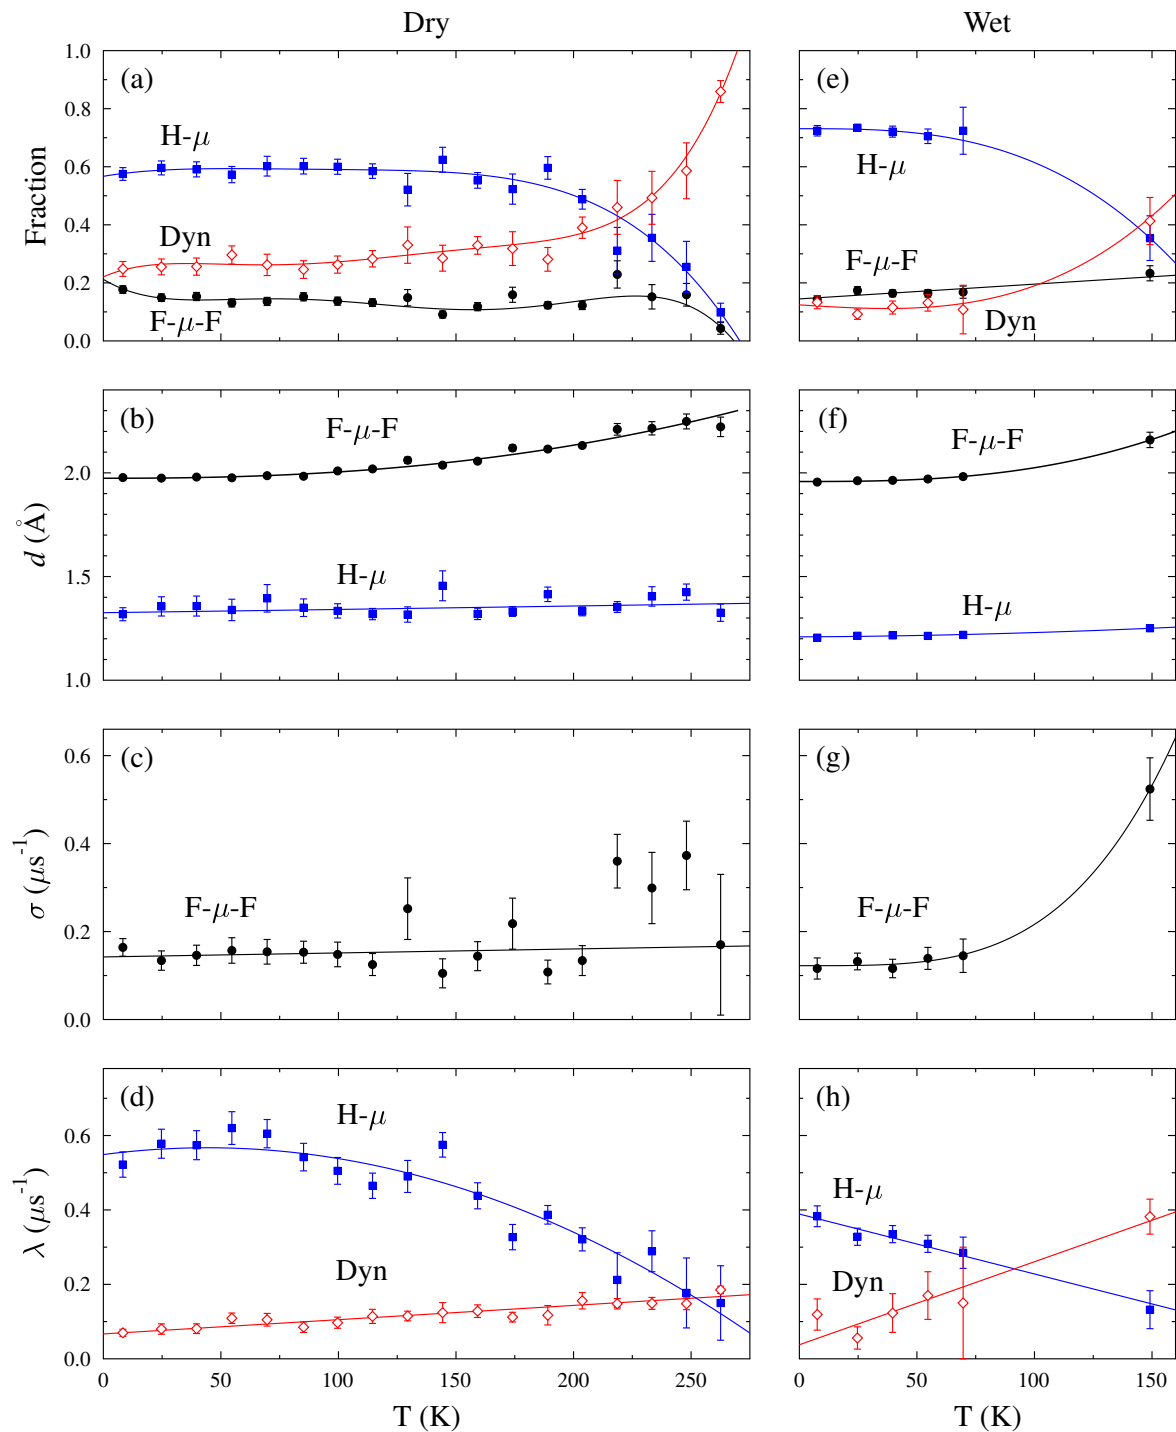 Dry
Wet
(a)
1.0
0.8
0.6
0.4
0.2
0.0
Fraction
H-μ
Dyn
F-μ-F
(e)
H-μ
F-μ-F
Dyn
(b)
2.0
1.5
1.0
d (Å)
F-μ-F
H-μ
(f)
F-μ-F
H-μ
(c)
0.6
0.4
0.2
0.0
σ (μs⁻¹)
F-μ-F
(g)
F-μ-F
(d)
0.6
0.4
0.2
0.0
λ (μs⁻¹)
H-μ
Dyn
0 50 100 150 200 250
T (K)
(h)
H-μ
Dyn
0 50 100 150
T (K)